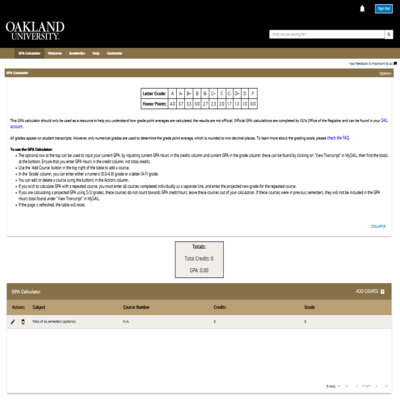 Sign Out
OAKLAND
UNIVERSITY.
What are you looking for?
GPA Calculator Welcome Academics Help
Your feedback is important to us!
GPA Calculator
Options
Letter Grade: A A- B+ B B- C+ C C- D+ D F
Honor Points: 4.0 3.7 3.3 3.0 2.7 2.3 2.0 1.7 1.3 1.0 0.0
This GPA calculator should only be used as a resource to help you understand how grade point averages are calculated, the results are not official. Official GPA calculations are completed by OU's Office of the Registrar and can be found in your SAIL
account.
All grades appear on student transcripts. However, only numerical grades are used to determine the grade point average, which is rounded to two decimal places. To learn more about the grading scale, please check the FAQ.
To use the GPA Calculator:
• The optional row at the top can be used to input your current GPA, by inputting current GPA Hours in the credits column and current GPA in the grade column; these can be found by clicking on "View Transcript" in MySAIL, then find the totals
at the bottom. Ensure that you enter GPA Hours in the credit column, not total credits.
• Use the 'Add Course' button in the top right of the table to add a course.
• In the 'Grade' column, you can enter either a numeric (0.0-4.0) grade or a letter (A-F) grade.
• You can edit or delete a course using the buttons in the Actions column.
• If you wish to calculate GPA with a repeated course, you must enter all courses completed individually as a separate line, and enter the projected new grade for the repeated course.
• If you are calculating a projected GPA using S/U grades, these courses do not count towards GPA credit hours, leave these courses out of your calculation. If these courses were in previous semesters, they will not be included in the GPA
Hours total found under "View Transcript" in MySAIL.
• If the page is refreshed, the table will reset.
COLLAPSE
Totals:
Total Credits: 0
GPA: 0.00
GPA Calculator
ADD COURSE
Actions Subject Course Number Credits Grade
N/A 0 0
5 rows